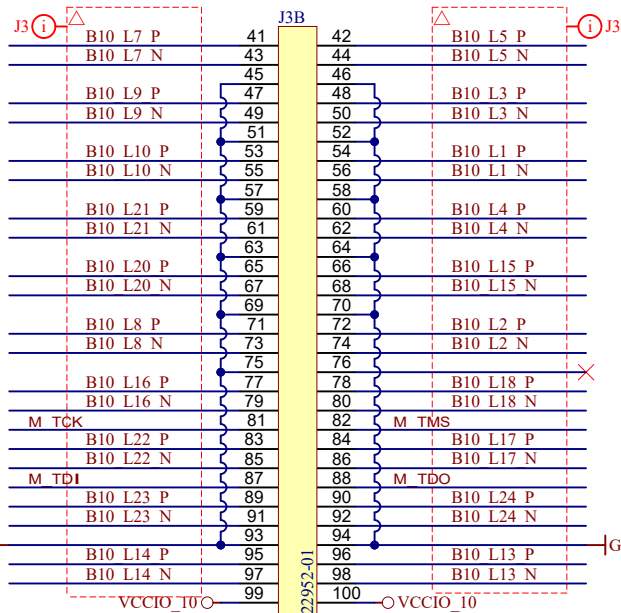 J3B
J3 i i J3
B10_L7_P 41 42 B10_L5_P
B10_L7_N 43 44 B10_L5_N
45 46
B10_L9_P 47 48 B10_L3_P
B10_L9_N 49 50 B10_L3_N
51 52
B10_L10_P 53 54 B10_L1_P
B10_L10_N 55 56 B10_L1_N
57 58
B10_L21_P 59 60 B10_L4_P
B10_L21_N 61 62 B10_L4_N
63 64
B10_L20_P 65 66 B10_L15_P
B10_L20_N 67 68 B10_L15_N
69 70
B10_L8_P 71 72 B10_L2_P
B10_L8_N 73 74 B10_L2_N
75 76
B10_L16_P 77 78 B10_L18_P
B10_L16_N 79 80 B10_L18_N
M_TCK 81 82 M_TMS
B10_L22_P 83 84 B10_L17_P
B10_L22_N 85 86 B10_L17_N
M_TDI 87 88 M_TDO
B10_L23_P 89 90 B10_L24_P
B10_L23_N 91 92 B10_L24_N
93 94 G
B10_L14_P 95 96 B10_L13_P
B10_L14_N 97 98 B10_L13_N
VCCIO_10 99 100 VCCIO_10
22952-01